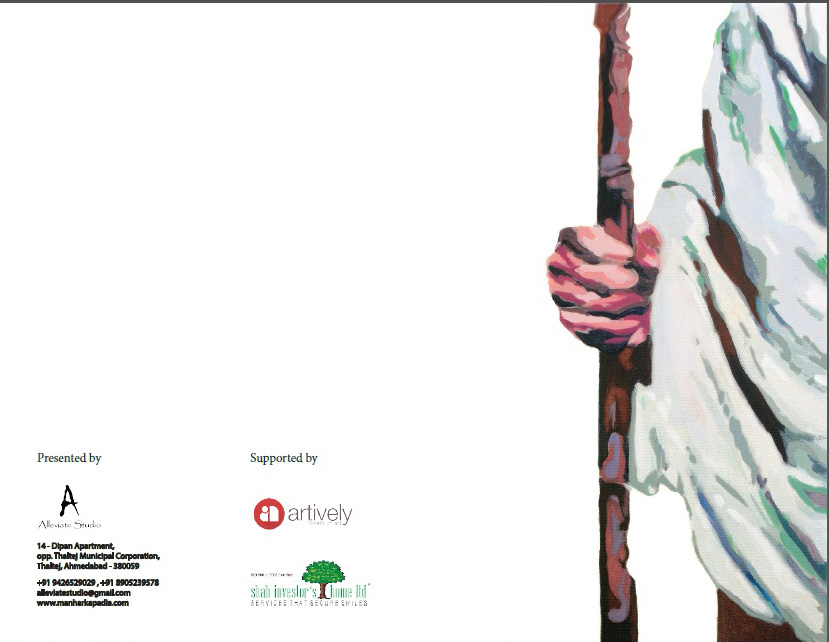 Presented by
Alleviate Studio
14 - Dipan Apartment,
opp. Thaltej Municipal Corporation,
Thaltej, Ahmedabad - 380059
+91 9426529029 , +91 8905239578
alleviatestudio@gmail.com
www.manharkapadia.com
Supported by
artively
shah investor's home ltd
SERVICES THAT SECURE SMILES